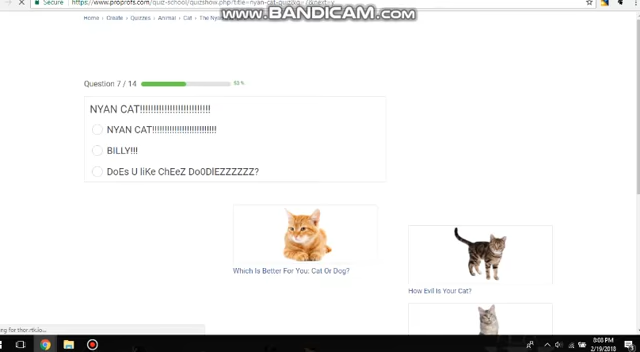 Secure https://www.proprofs.com/quiz-school/quizshow.php?title=nyan-cat-quiz
WWW.BANDICAM.COM
Home › Create › Quizzes › Animal › Cat › The Nyan
Question 7 / 14
50%
NYAN CAT!!!!!!!!!!!!!!!!!!!!!!!!!!
NYAN CAT!!!!!!!!!!!!!!!!!!!!!!!!!!
BILLY!!!
DoEs U liKe ChEeZ Do0DlEZZZZZZ?
Which Is Better For You, Cat Or Dog?
How Evil Is Your Cat?
8:08 PM
2/19/2018